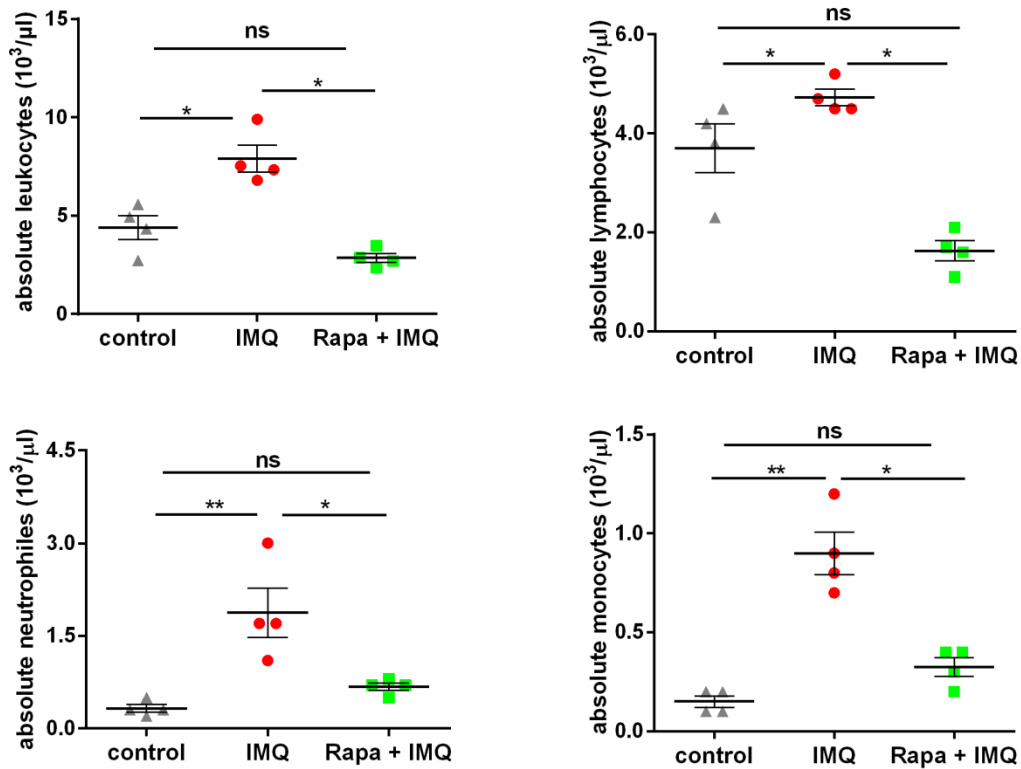 absolute leukocytes (10³/µl)
15
10
5
0
ns
*
*
control
IMQ
Rapa + IMQ
absolute lymphocytes (10³/µl)
6.0
4.0
2.0
0.0
ns
*
*
control
IMQ
Rapa + IMQ
absolute neutrophiles (10³/µl)
4.5
3.0
1.5
0.0
ns
**
*
control
IMQ
Rapa + IMQ
absolute monocytes (10³/µl)
1.5
1.0
0.5
0.0
ns
**
*
control
IMQ
Rapa + IMQ